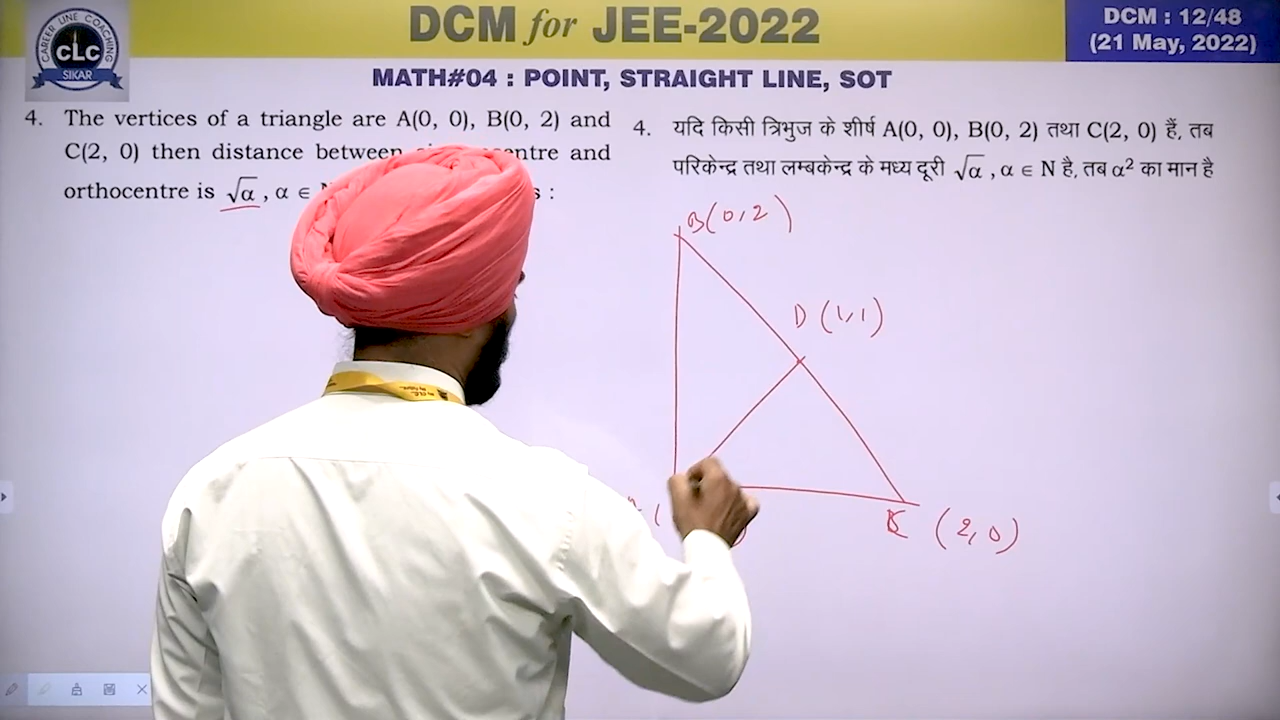 DCM for JEE-2022
DCM : 12/48
(21 May, 2022)
CAREER LINE COACHING
CLC
SIKAR
MATH#04 : POINT, STRAIGHT LINE, SOT
4. The vertices of a triangle are A(0, 0), B(0, 2) and
C(2, 0) then distance between centre and
orthocentre is √α , α ∈ :
4. यदि किसी त्रिभुज के शीर्ष A(0, 0), B(0, 2) तथा C(2, 0) हैं, तब
परिकेन्द्र तथा लम्बकेन्द्र के मध्य दूरी √α , α ∈ N है, तब α² का मान है
B(0,2)
D (1,1)
C (2,0)